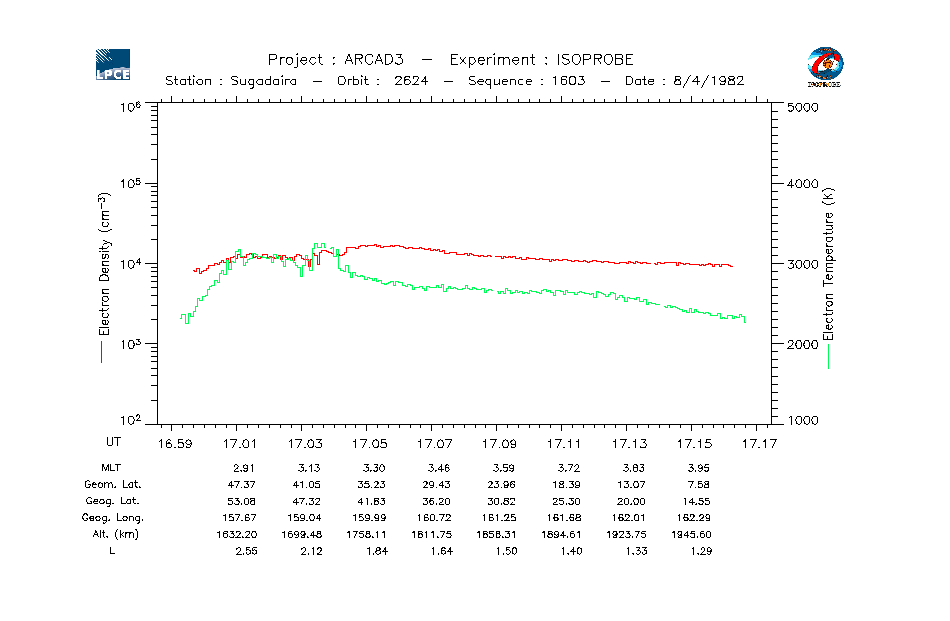 LPCE
Project : ARCAD3 — Experiment : ISOPROBE
ISOPROBE
Station : Sugadaira — Orbit : 2624 — Sequence : 1603 — Date : 8/4/1982
10^6 5000
10^5 4000
10^4 3000
10^3 2000
10^2 1000
Electron Density (cm^-3)
Electron Temperature (K)
UT 16.59 17.01 17.03 17.05 17.07 17.09 17.11 17.13 17.15 17.17
MLT 2.91 3.13 3.30 3.46 3.59 3.72 3.83 3.95
Geom. Lat. 47.37 41.05 35.23 29.43 23.96 18.39 13.07 7.58
Geog. Lat. 53.08 47.32 41.83 36.20 30.82 25.30 20.00 14.55
Geog. Long. 157.67 159.04 159.99 160.72 161.25 161.68 162.01 162.29
Alt. (km) 1632.20 1699.48 1758.11 1811.75 1858.31 1894.61 1923.75 1945.60
L 2.55 2.12 1.84 1.64 1.50 1.40 1.33 1.29